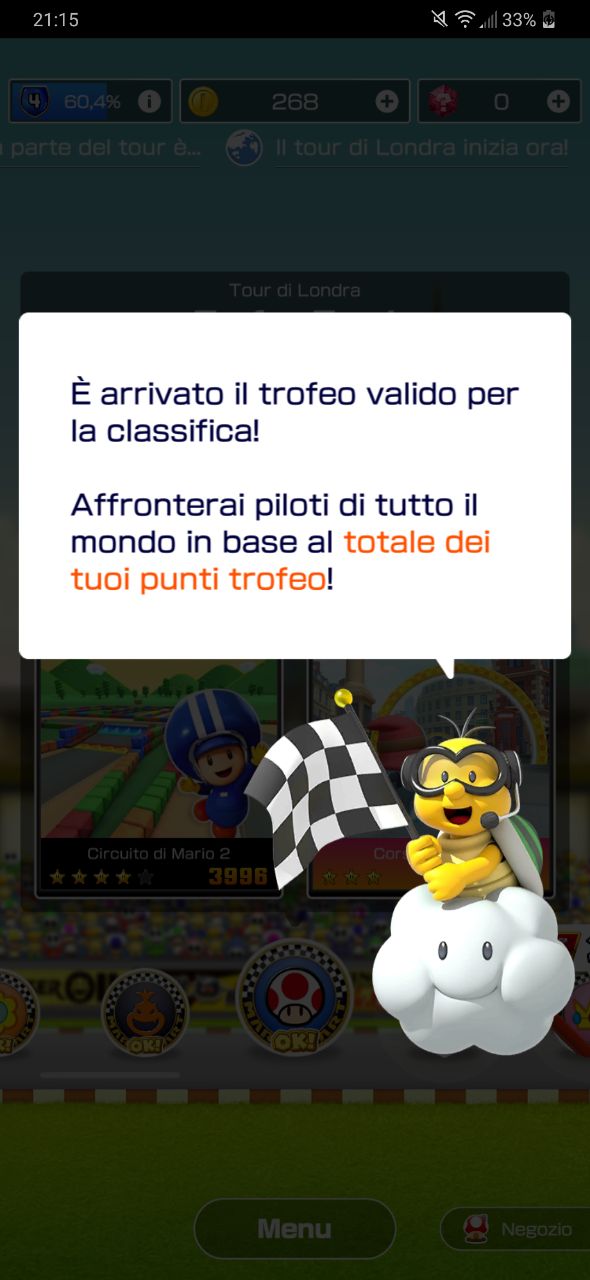 21:15
33%
4 60,4% i
268
0
parte del tour è...
Il tour di Londra inizia ora!
Tour di Londra
È arrivato il trofeo valido per
la classifica!
Affronterai piloti di tutto il
mondo in base al totale dei
tuoi punti trofeo!
Circuito di Mario 2
3996
OK!
OK!
Menu
Negozio